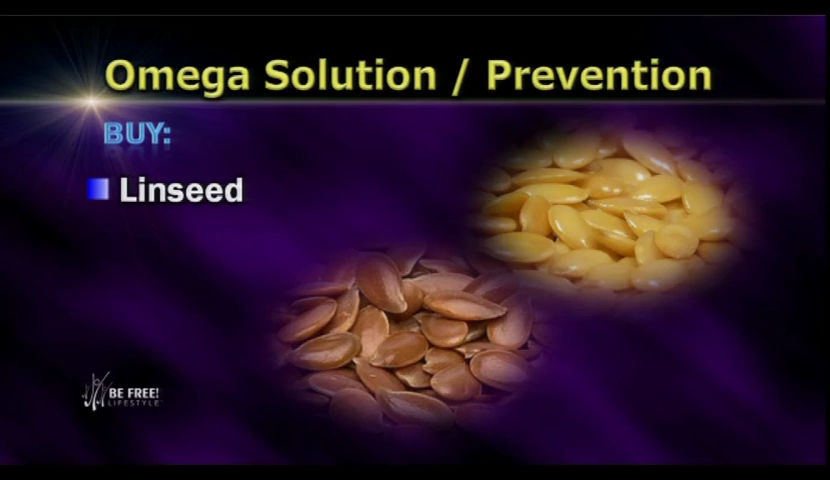 Omega Solution / Prevention
BUY:
Linseed
BE FREE!
LIFESTYLE